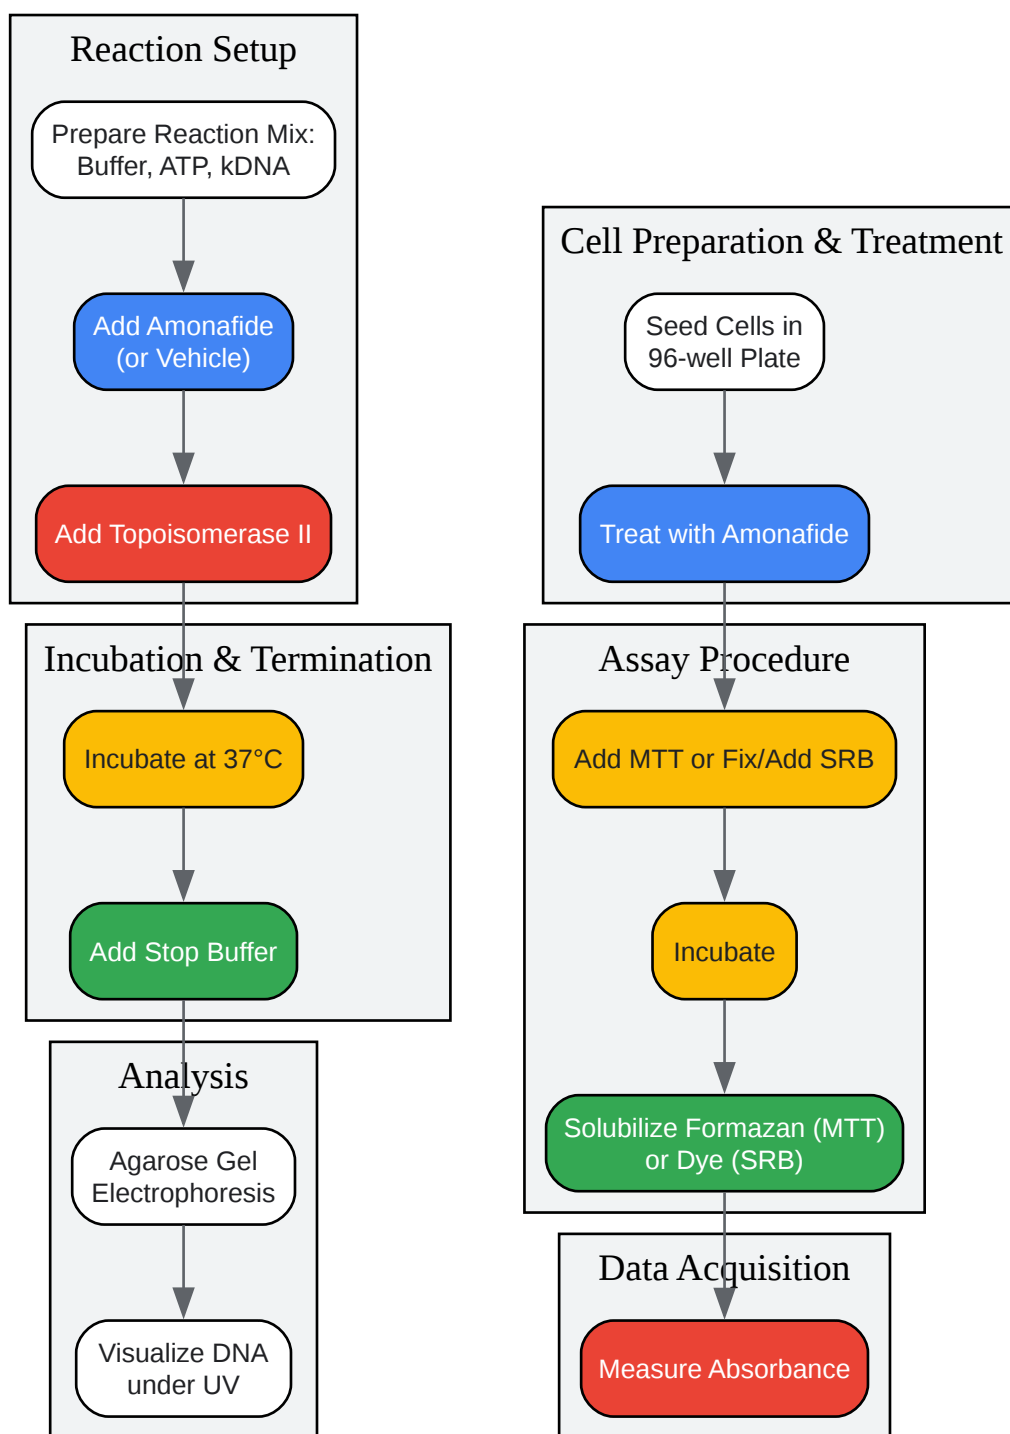 Reaction Setup
Prepare Reaction Mix:
Buffer, ATP, kDNA
Add Amonafide
(or Vehicle)
Add Topoisomerase II
Incubation & Termination
Incubate at 37°C
Add Stop Buffer
Analysis
Agarose Gel
Electrophoresis
Visualize DNA
under UV
Cell Preparation & Treatment
Seed Cells in
96-well Plate
Treat with Amonafide
Assay Procedure
Add MTT or Fix/Add SRB
Incubate
Solubilize Formazan (MTT)
or Dye (SRB)
Data Acquisition
Measure Absorbance